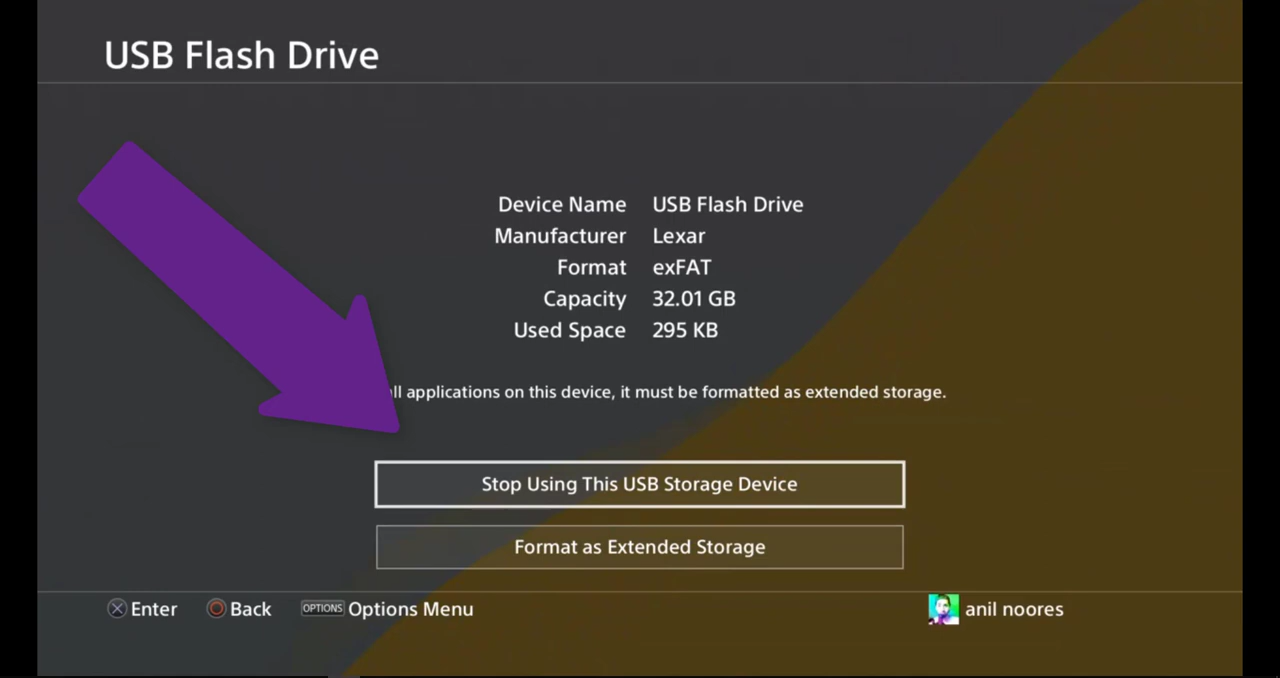 USB Flash Drive
Device Name USB Flash Drive
Manufacturer Lexar
Format exFAT
Capacity 32.01 GB
Used Space 295 KB
applications on this device, it must be formatted as extended storage.
Stop Using This USB Storage Device
Format as Extended Storage
Enter Back OPTIONS Options Menu anil noores